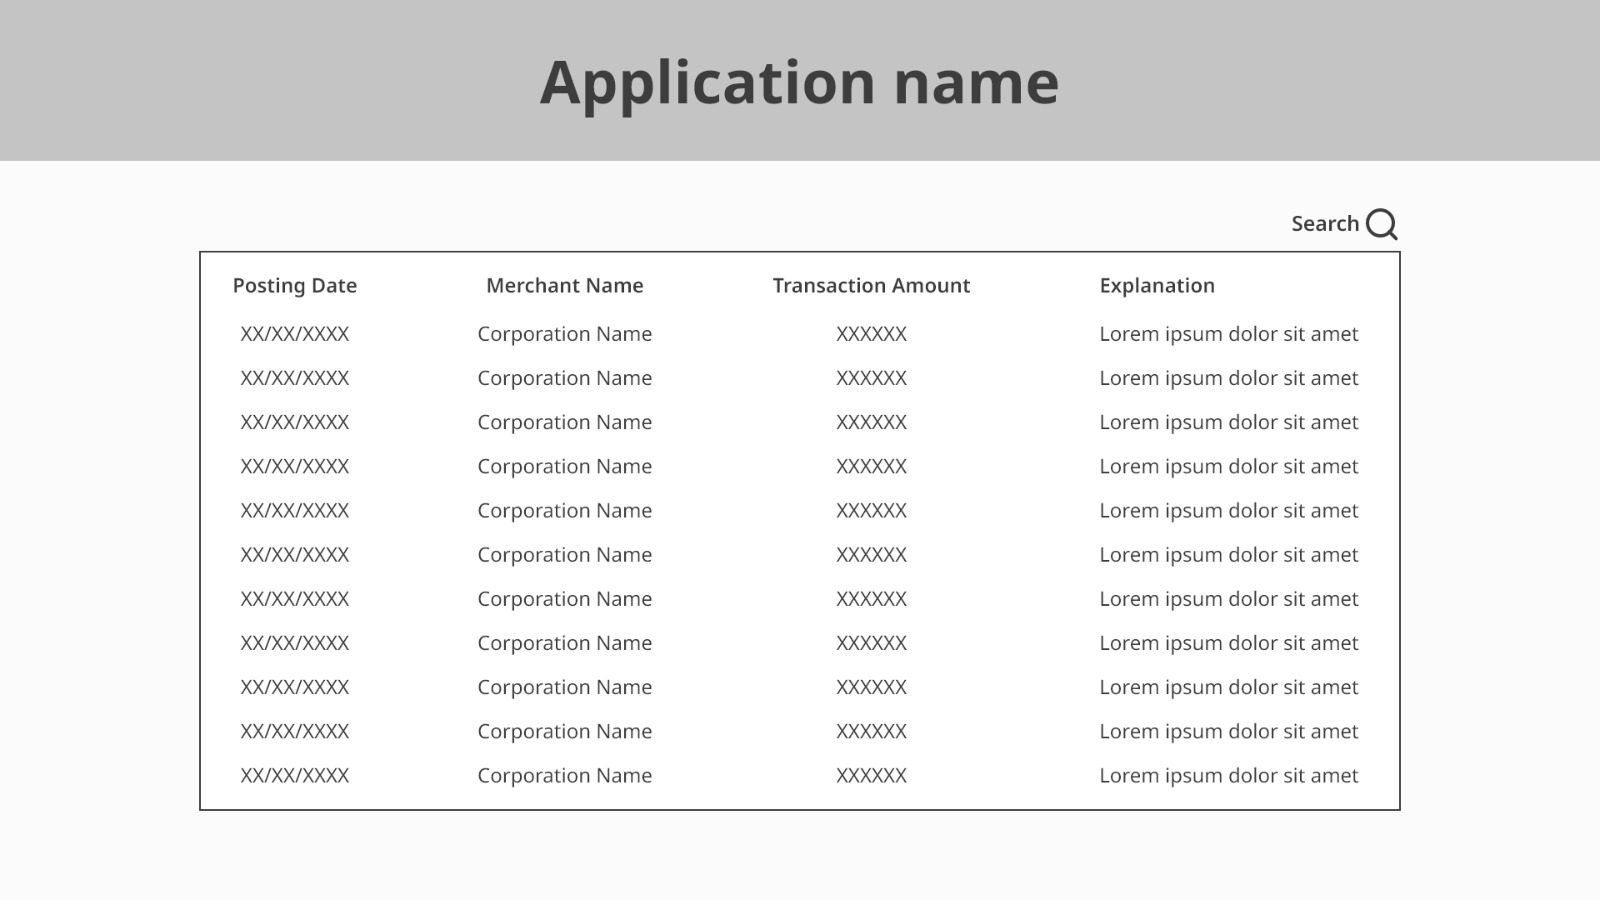 Application name
Search
Posting Date Merchant Name Transaction Amount Explanation
XX/XX/XXXX Corporation Name XXXXXX Lorem ipsum dolor sit amet
XX/XX/XXXX Corporation Name XXXXXX Lorem ipsum dolor sit amet
XX/XX/XXXX Corporation Name XXXXXX Lorem ipsum dolor sit amet
XX/XX/XXXX Corporation Name XXXXXX Lorem ipsum dolor sit amet
XX/XX/XXXX Corporation Name XXXXXX Lorem ipsum dolor sit amet
XX/XX/XXXX Corporation Name XXXXXX Lorem ipsum dolor sit amet
XX/XX/XXXX Corporation Name XXXXXX Lorem ipsum dolor sit amet
XX/XX/XXXX Corporation Name XXXXXX Lorem ipsum dolor sit amet
XX/XX/XXXX Corporation Name XXXXXX Lorem ipsum dolor sit amet
XX/XX/XXXX Corporation Name XXXXXX Lorem ipsum dolor sit amet
XX/XX/XXXX Corporation Name XXXXXX Lorem ipsum dolor sit amet